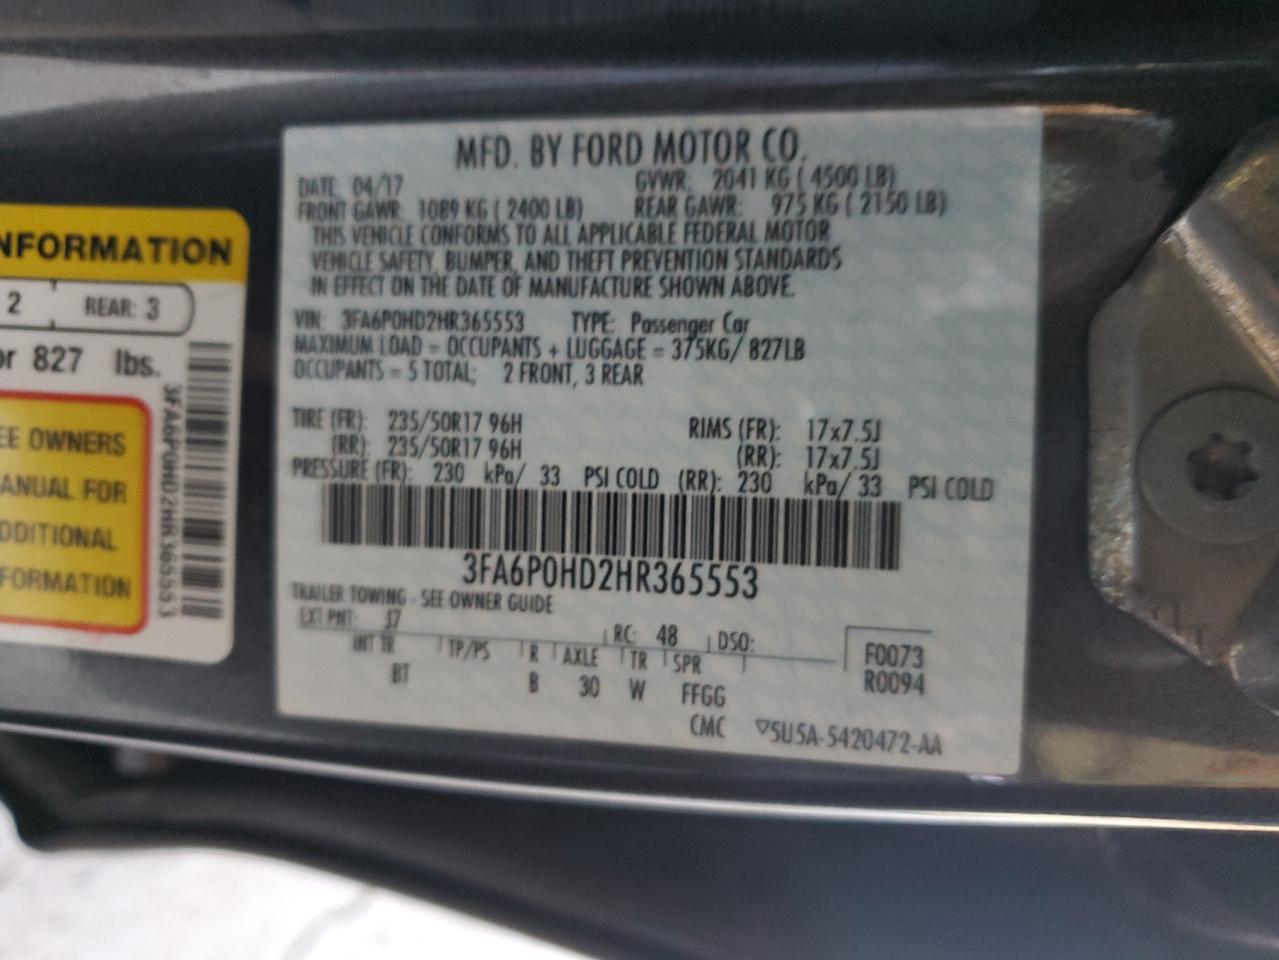 MFD. BY FORD MOTOR CO.
DATE: 04/17 GVWR: 2041 KG ( 4500 LB)
FRONT GAWR: 1089 KG ( 2400 LB) REAR GAWR: 975 KG ( 2150 LB)
THIS VEHICLE CONFORMS TO ALL APPLICABLE FEDERAL MOTOR
VEHICLE SAFETY, BUMPER, AND THEFT PREVENTION STANDARDS
IN EFFECT ON THE DATE OF MANUFACTURE SHOWN ABOVE.
VIN: 3FA6P0HD2HR365553 TYPE: Passenger Car
MAXIMUM LOAD = OCCUPANTS + LUGGAGE = 375KG/ 827LB
OCCUPANTS = 5 TOTAL; 2 FRONT, 3 REAR
TIRE (FR): 235/50R17 96H RIMS (FR): 17x7.5J
(RR): 235/50R17 96H (RR): 17x7.5J
PRESSURE (FR): 230 kPa/ 33 PSI COLD (RR): 230 kPa/ 33 PSI COLD
3FA6P0HD2HR365553
TRAILER TOWING - SEE OWNER GUIDE
EXT PNT: J7 RC: 48 DSO:
INT TR TP/PS R AXLE TR SPR F0073
BT B 30 W FFGG R0094
CMC 5U5A-5420472-AA
NFORMATION
2 REAR: 3
or 827 lbs.
EE OWNERS
ANUAL FOR
DDITIONAL
FORMATION
3FA6P0HD2HR365553